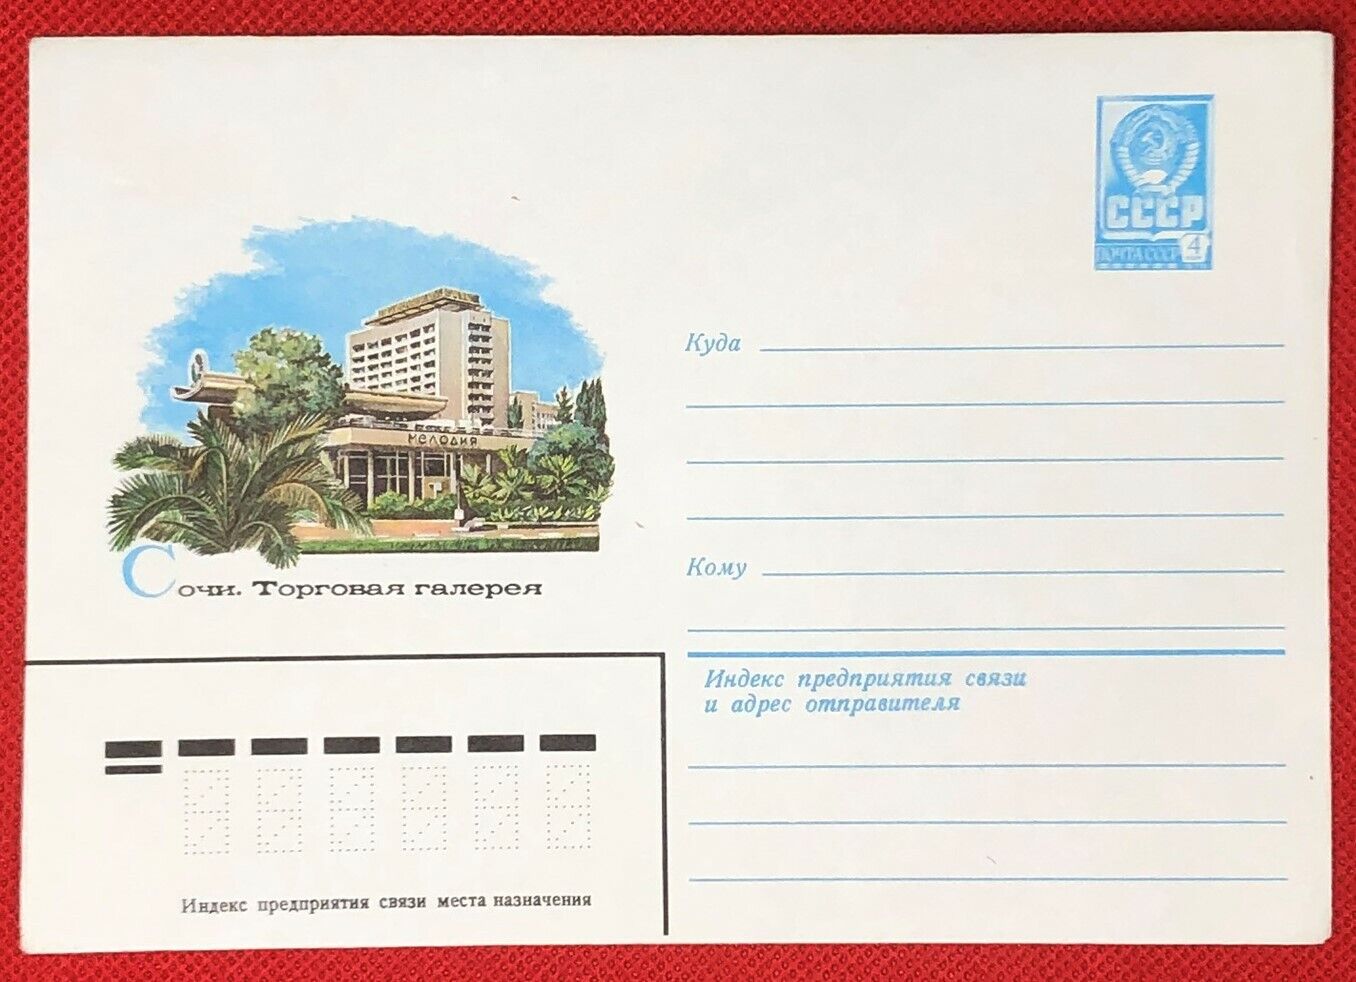 СССР
ПОЧТА СССР 4
Куда
мелодия
Сочи. Торговая галерея
Кому
Индекс предприятия связи
и адрес отправителя
Индекс предприятия связи места назначения